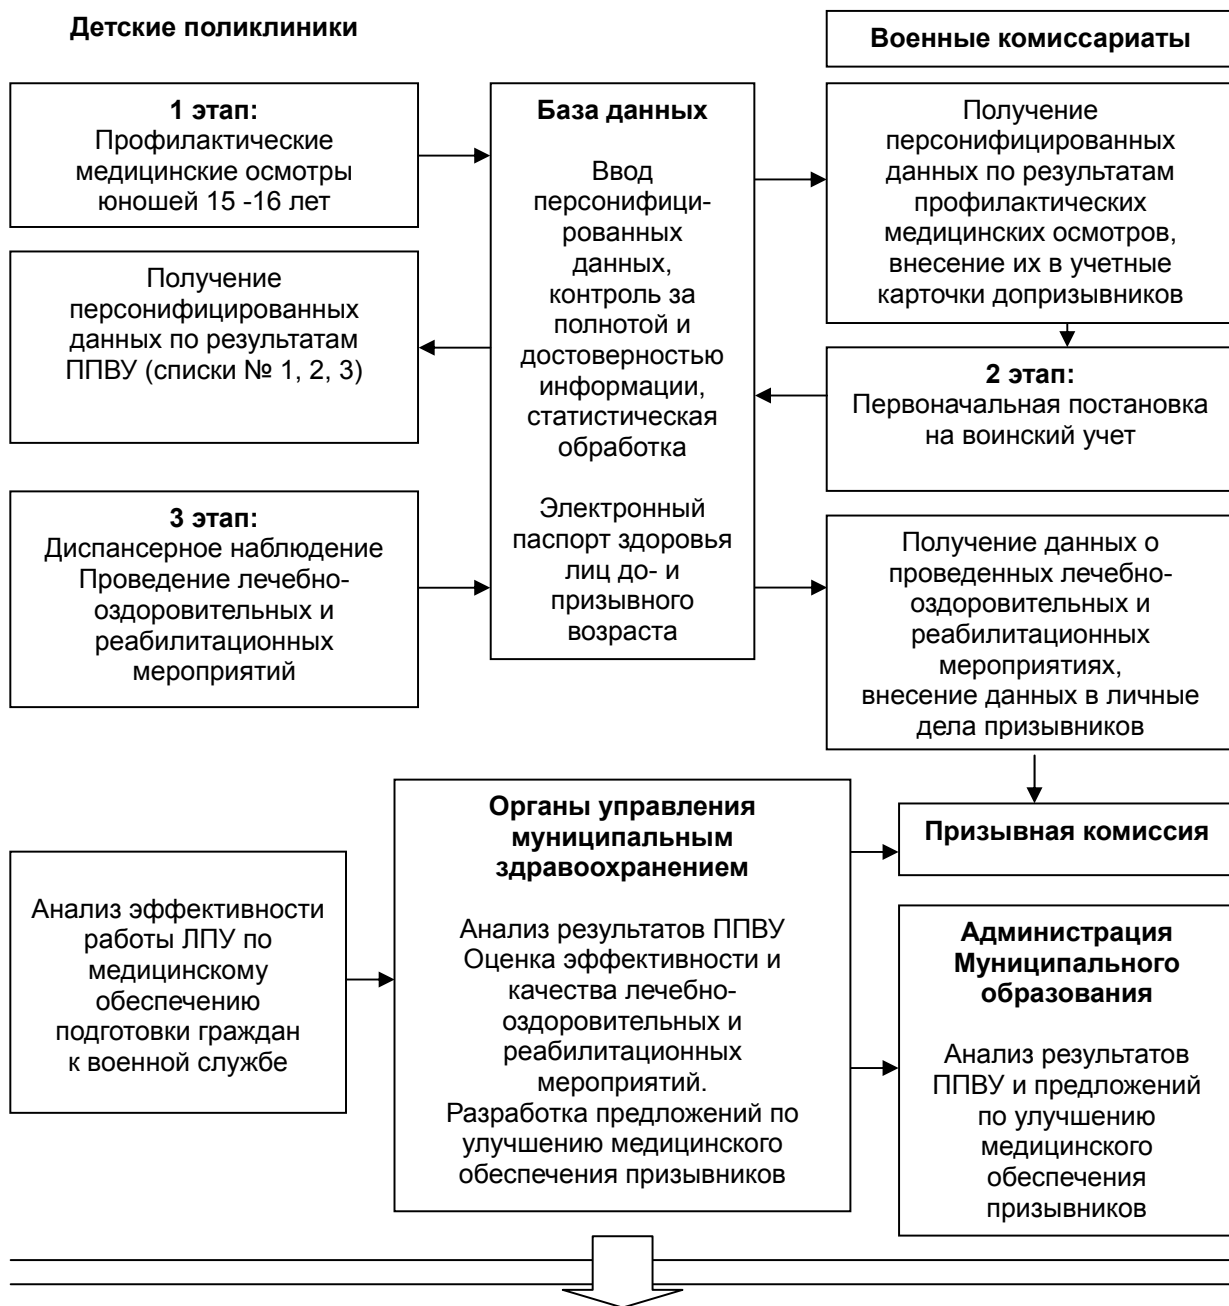 Детские поликлиники
Военные комиссариаты
1 этап:
Профилактические
медицинские осмотры
юношей 15 -16 лет
База данных
Ввод
персонифици-
рованных
данных,
контроль за
полнотой и
достоверностью
информации,
статистическая
обработка
Электронный
паспорт здоровья
лиц до- и
призывного
возраста
Получение
персонифицированных
данных по результатам
профилактических
медицинских осмотров,
внесение их в учетные
карточки допризывников
Получение
персонифицированных
данных по результатам
ППВУ (списки № 1, 2, 3)
2 этап:
Первоначальная постановка
на воинский учет
3 этап:
Диспансерное наблюдение
Проведение лечебно-
оздоровительных и
реабилитационных
мероприятий
Получение данных о
проведенных лечебно-
оздоровительных и
реабилитационных
мероприятиях,
внесение данных в личные
дела призывников
Анализ эффективности
работы ЛПУ по
медицинскому
обеспечению
подготовки граждан
к военной службе
Органы управления
муниципальным
здравоохранением
Анализ результатов ППВУ
Оценка эффективности и
качества лечебно-
оздоровительных и
реабилитационных
мероприятий.
Разработка предложений по
улучшению медицинского
обеспечения призывников
Призывная комиссия
Администрация
Муниципального
образования
Анализ результатов
ППВУ и предложений
по улучшению
медицинского
обеспечения
призывников